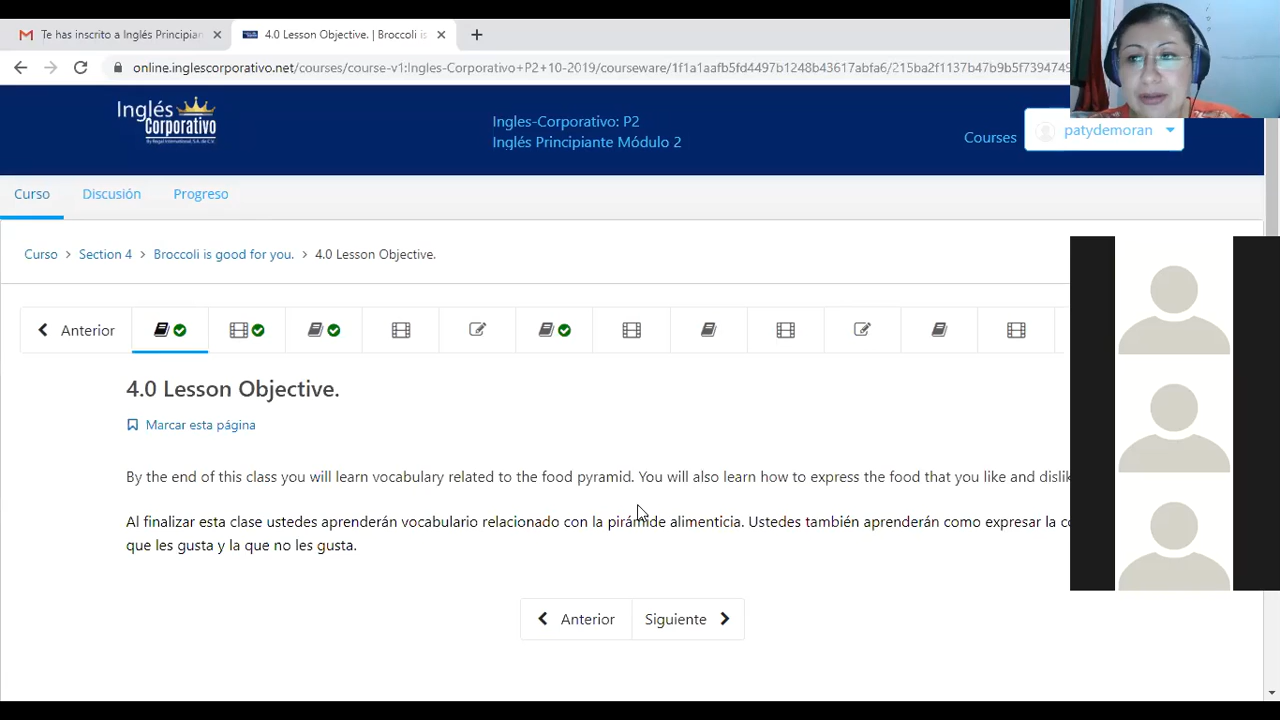 Te has inscrito a Inglés Principian
4.0 Lesson Objective. | Broccoli is
online.inglescorporativo.net/courses/course-v1:Ingles-Corporativo+P2+10-2019/courseware/1f1a1aafb5fd4497b1248b43617abfa6/215ba2f1137b47b9b5f7394749
Inglés
Corporativo
Ingles-Corporativo: P2
Inglés Principiante Módulo 2
Courses
patydemoran
Curso
Discusión
Progreso
Curso > Section 4 > Broccoli is good for you. > 4.0 Lesson Objective.
Anterior
4.0 Lesson Objective.
Marcar esta página
By the end of this class you will learn vocabulary related to the food pyramid. You will also learn how to express the food that you like and dislik
Al finalizar esta clase ustedes aprenderán vocabulario relacionado con la pirámide alimenticia. Ustedes también aprenderán como expresar la co
que les gusta y la que no les gusta.
Anterior
Siguiente